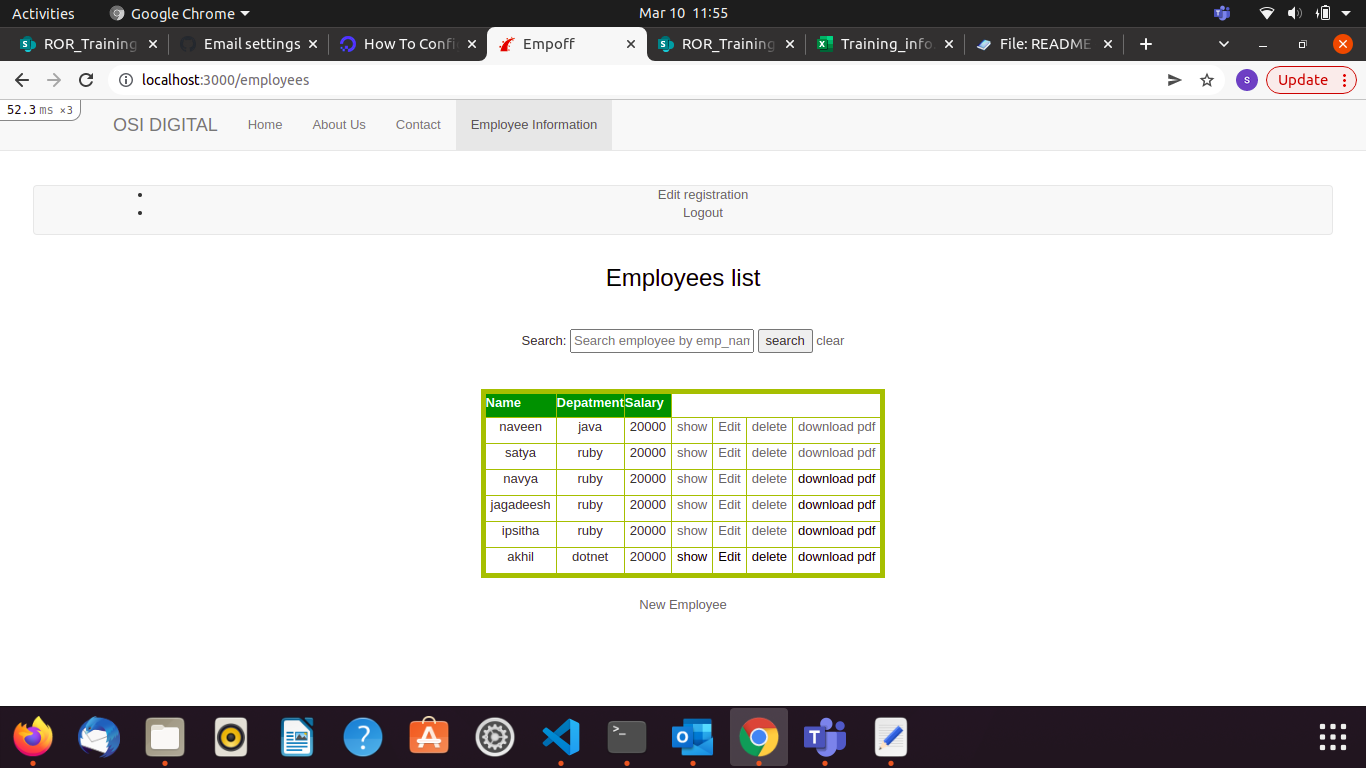 Activities Google Chrome Mar 10 11:55
ROR_Training Email settings How To Confi Empoff ROR_Training Training_info. File: README
localhost:3000/employees S Update
52.3 ms ×3
OSI DIGITAL Home About Us Contact Employee Information
• Edit registration
• Logout
Employees list
Search: Search employee by emp_nam search clear
Name Depatment Salary
naveen java 20000 show Edit delete download pdf
satya ruby 20000 show Edit delete download pdf
navya ruby 20000 show Edit delete download pdf
jagadeesh ruby 20000 show Edit delete download pdf
ipsitha ruby 20000 show Edit delete download pdf
akhil dotnet 20000 show Edit delete download pdf
New Employee